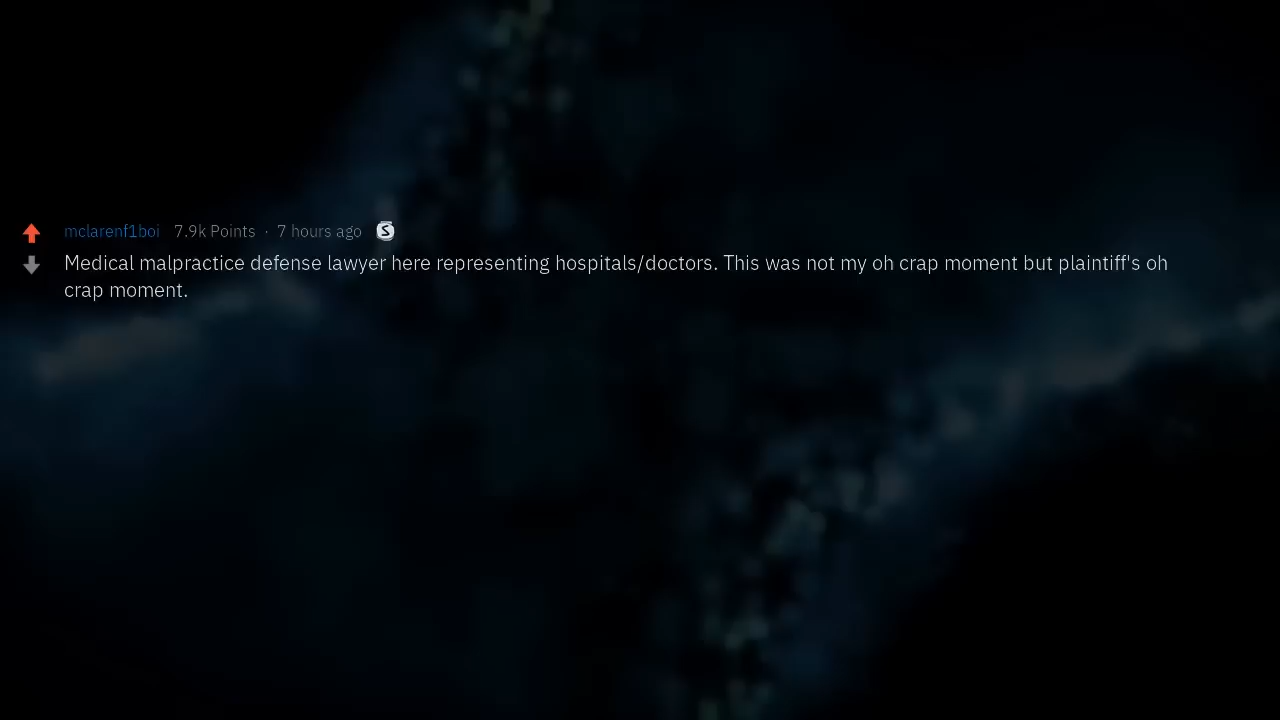 mclarenf1boi 7.9k Points · 7 hours ago S
Medical malpractice defense lawyer here representing hospitals/doctors. This was not my oh crap moment but plaintiff's oh
crap moment.